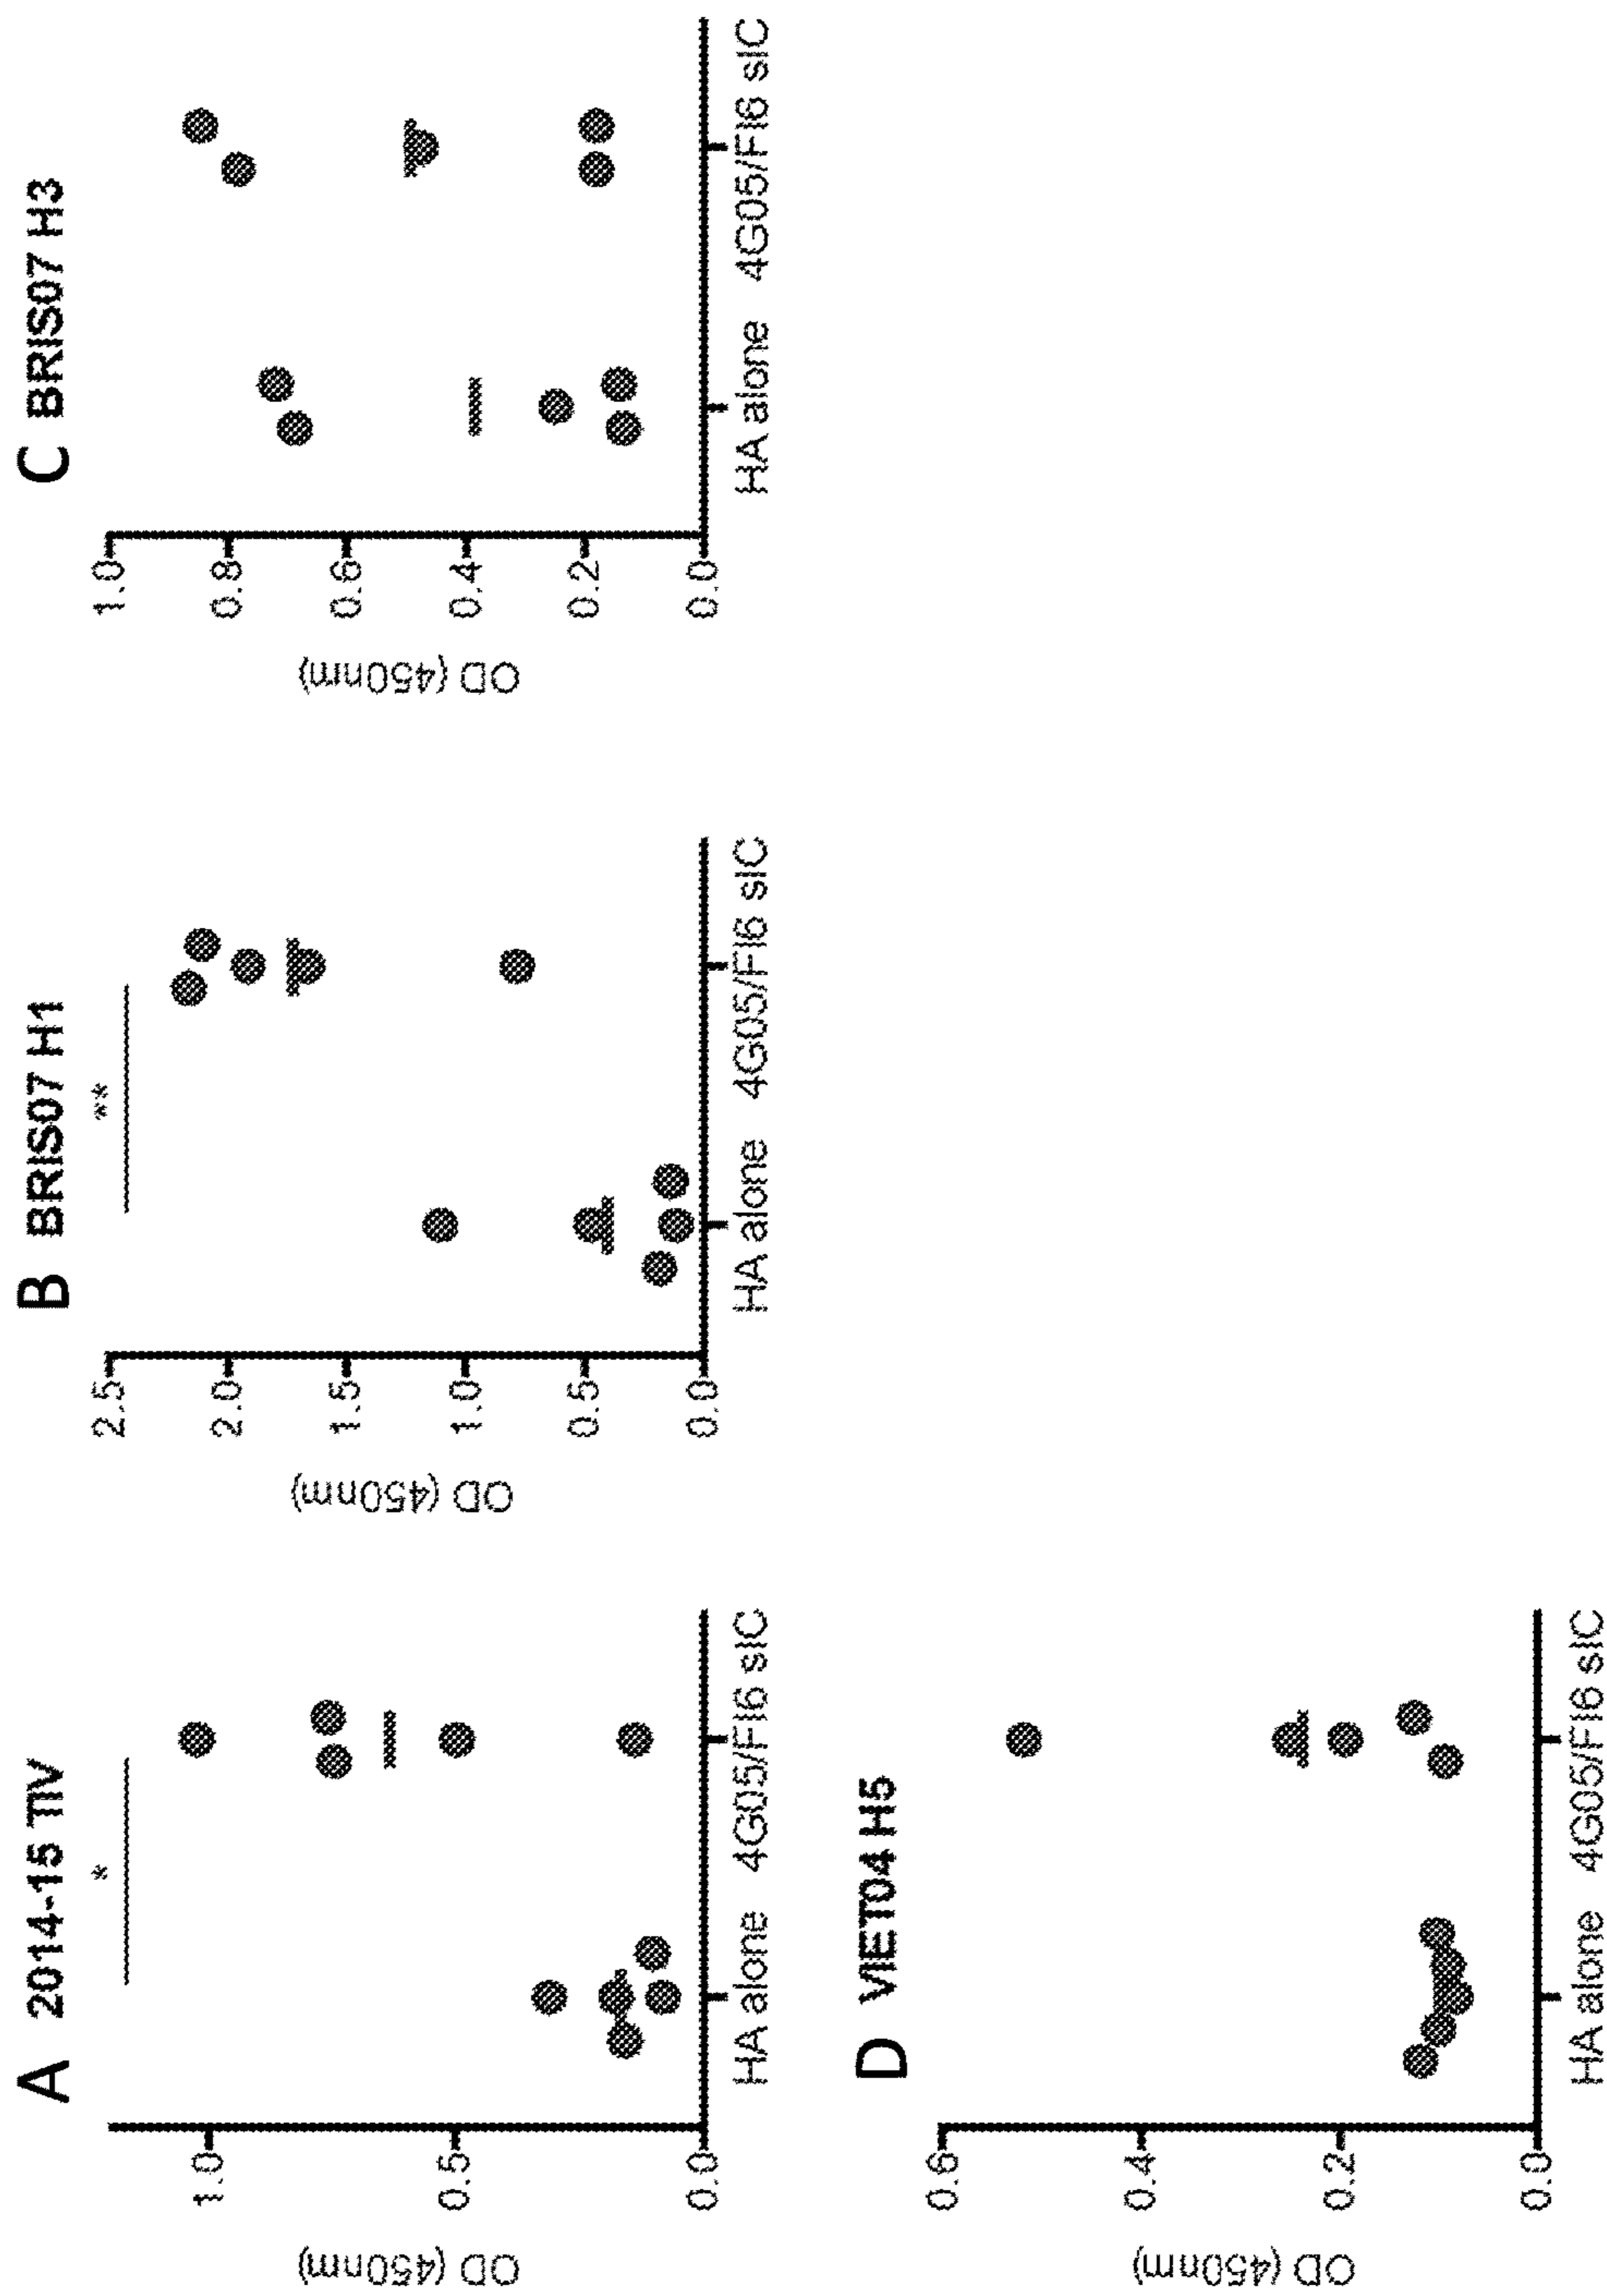 A 2014-15 TIV
*
OD (450nm)
1.0
0.5
0.0
HA alone 4G05/FI6 sIC
B BRIS07 H1
**
OD (450nm)
2.5
2.0
1.5
1.0
0.5
0.0
HA alone 4G05/FI6 sIC
C BRIS07 H3
OD (450nm)
1.0
0.8
0.6
0.4
0.2
0.0
HA alone 4G05/FI6 sIC
D VIET04 H5
OD (450nm)
0.6
0.4
0.2
0.0
HA alone 4G05/FI6 sIC